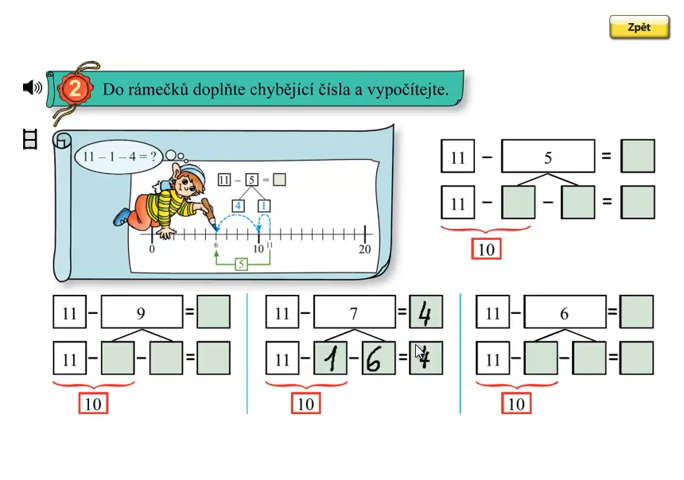 Zpět
2 Do rámečků doplňte chybějící čísla a vypočítejte.
11 – 1 – 4 = ?
11 – 5 =
4 1
0 6 10 11 20
5
11 – 5 =
11 – – =
10
11 – 9 =
11 – – =
10
11 – 7 = 4
11 – 1 – 6 = 4
10
11 – 6 =
11 – – =
10